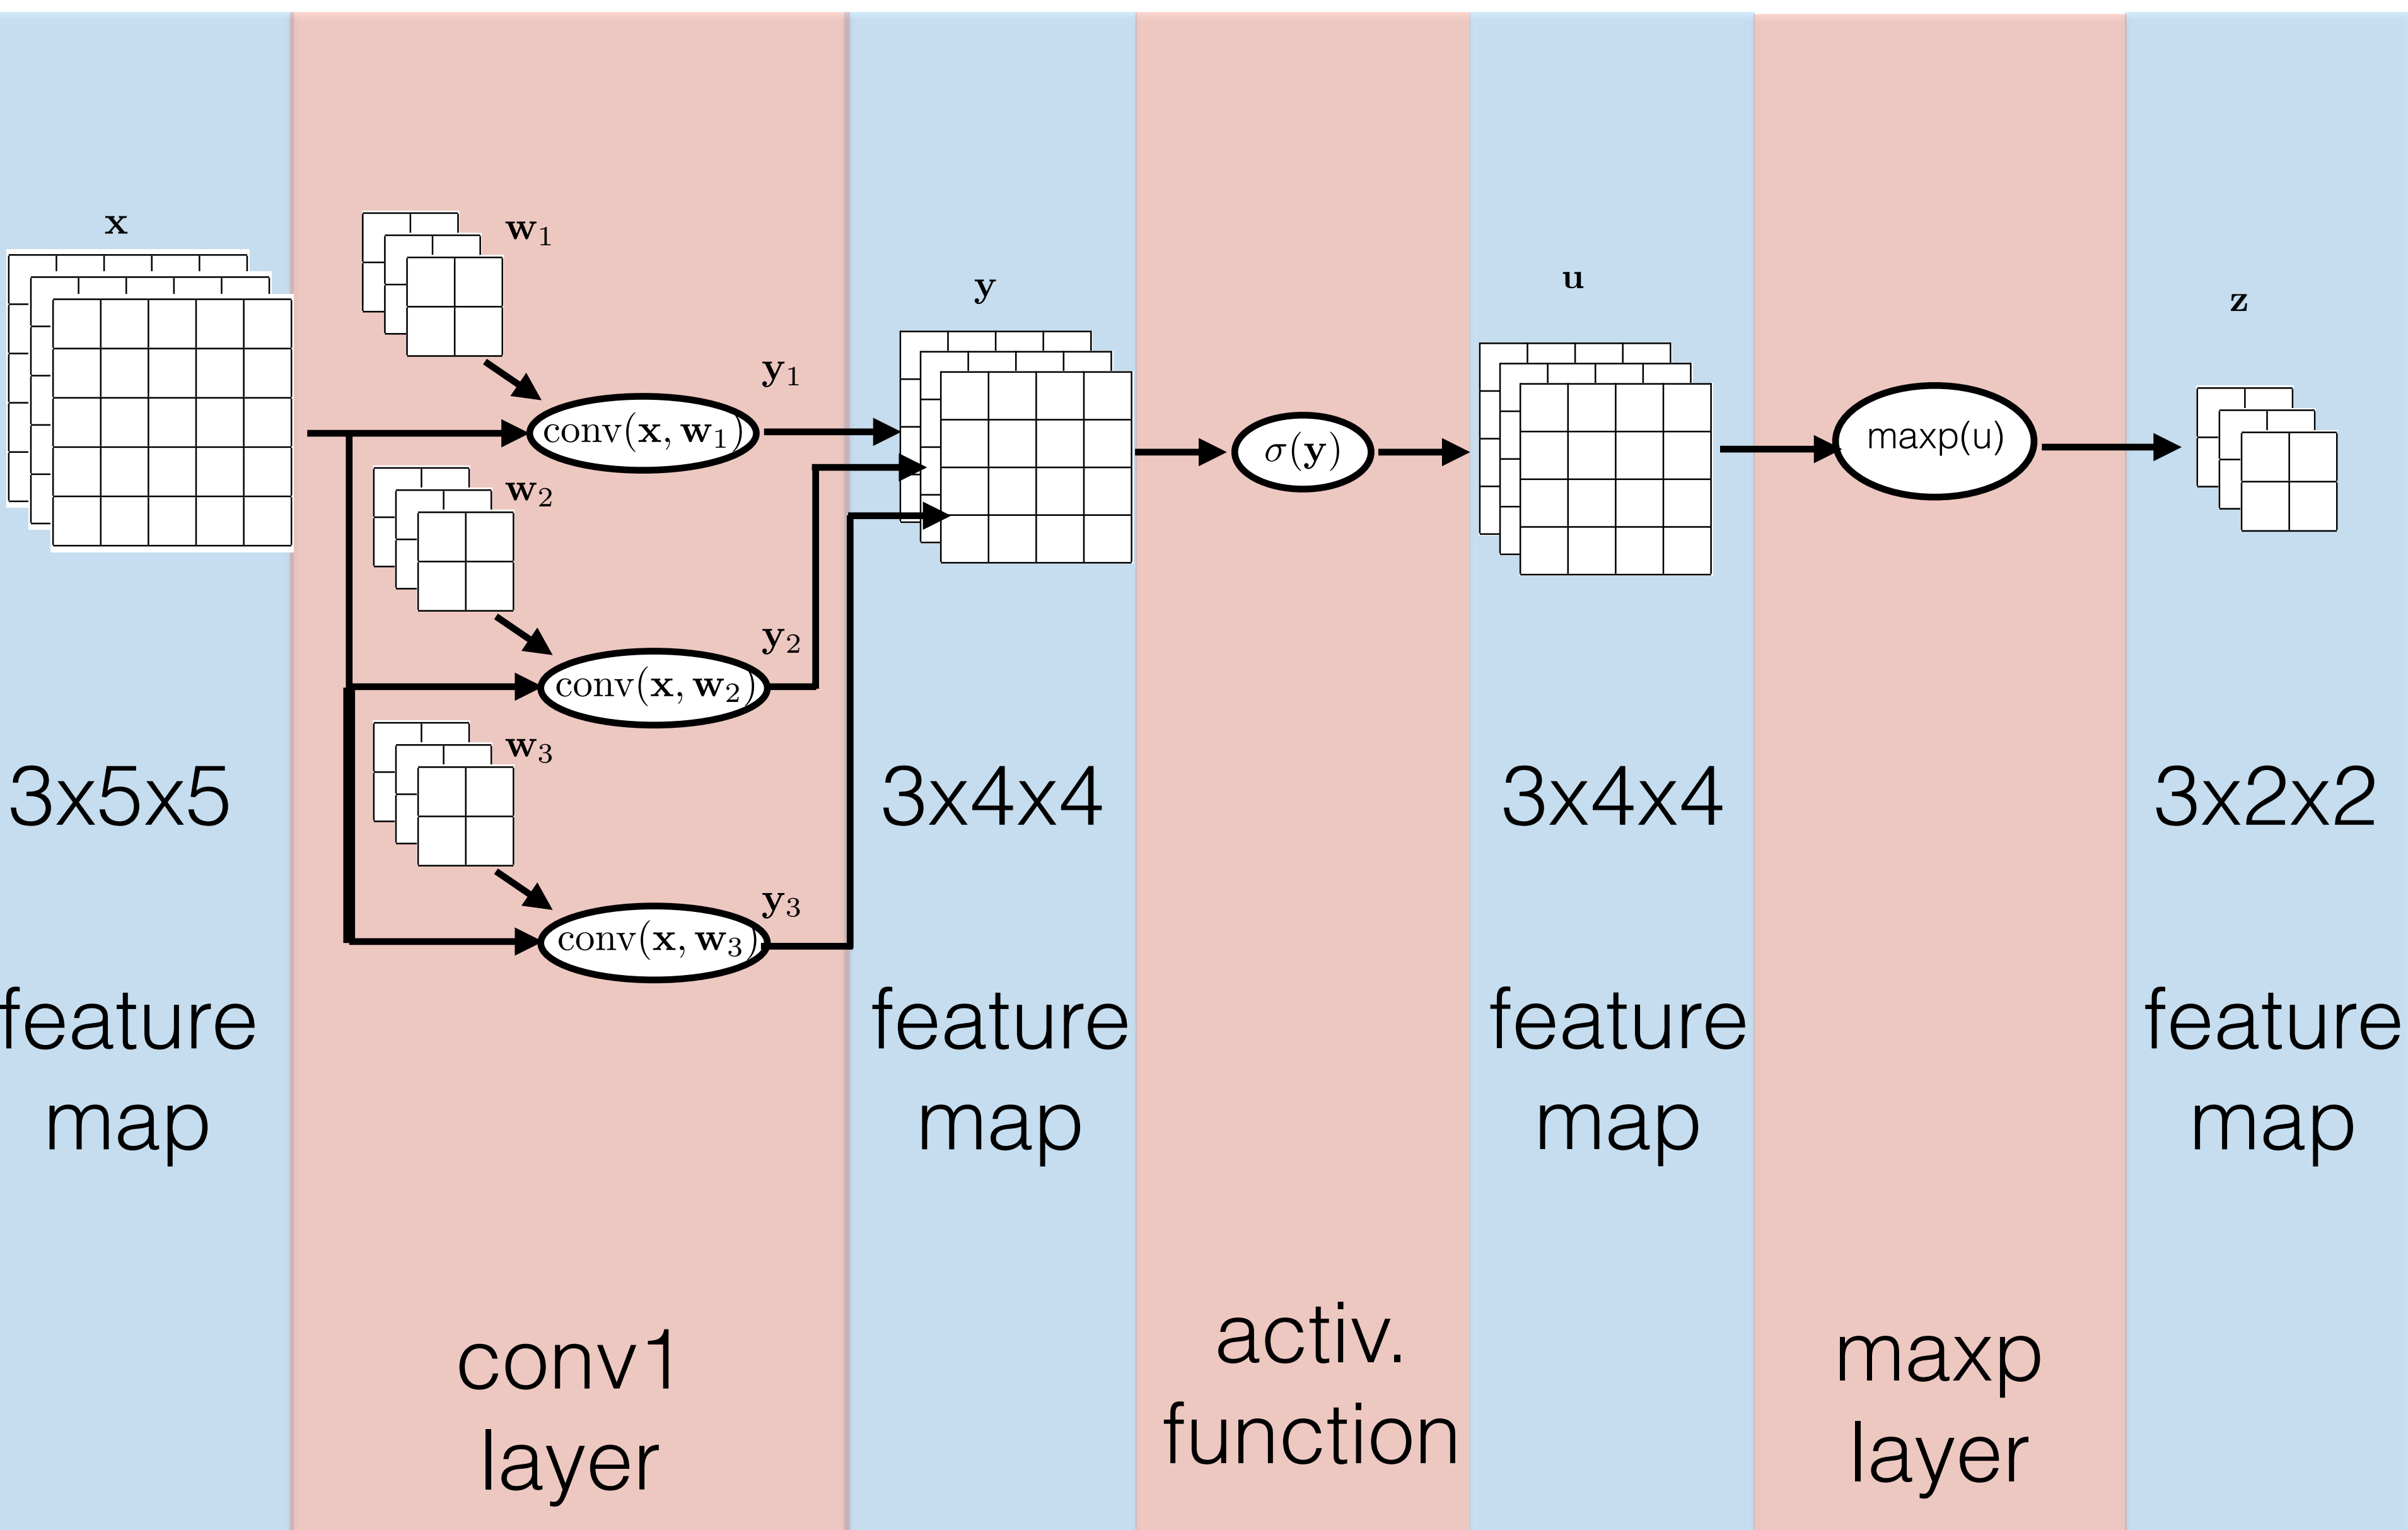 x
w₁
conv(x, w₁)
y₁
w₂
conv(x, w₂)
y₂
w₃
conv(x, w₃)
y₃
y
σ(y)
u
maxp(u)
z
3x5x5
3x4x4
3x4x4
3x2x2
feature
map
feature
map
feature
map
feature
map
conv1
layer
activ.
function
maxp
layer